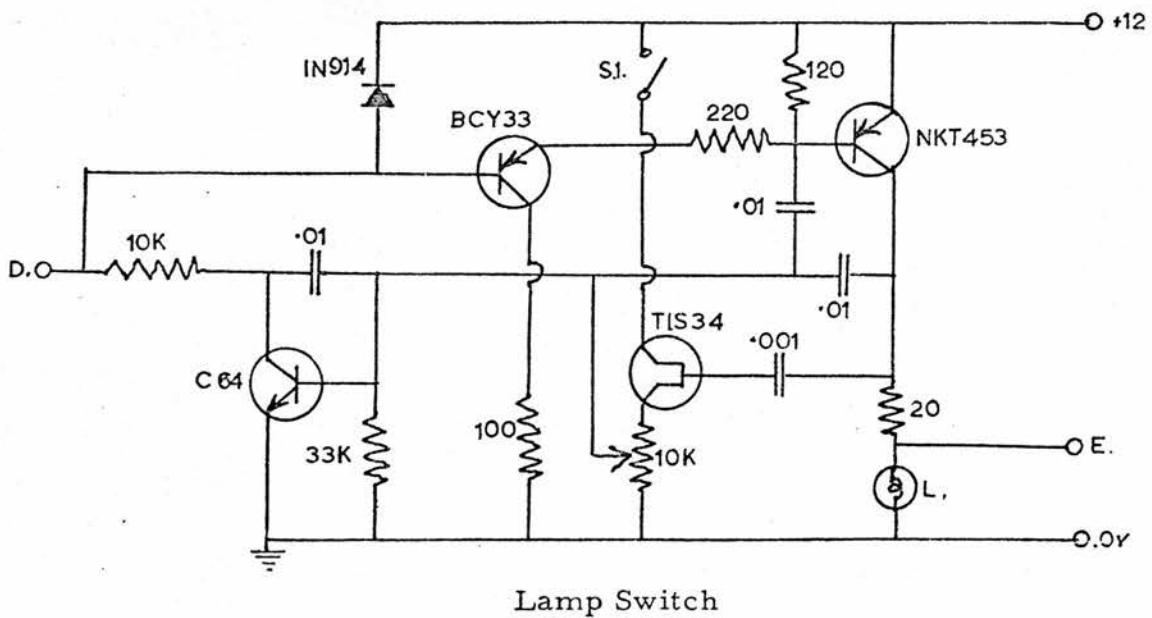 +12
IN914
S.I.
120
BCY33
220
NKT453
.01
10K
.01
D.
.01
TIS34
.001
C64
20
33K
100
10K
E.
L.
0.0V
Lamp Switch